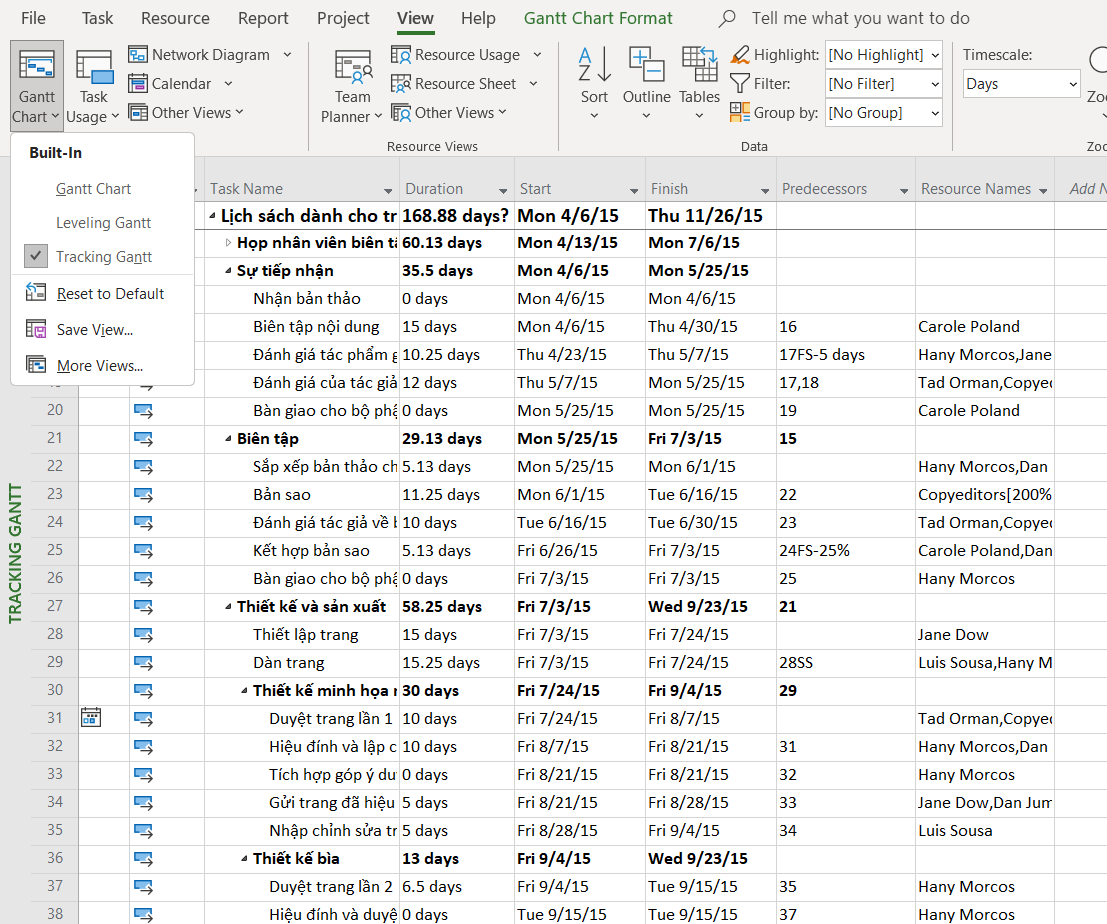 File Task Resource Report Project View Help Gantt Chart Format Tell me what you want to do
Gantt Chart
Task Usage
Network Diagram
Calendar
Other Views
Team Planner
Resource Usage
Resource Sheet
Other Views
Resource Views
Sort
Outline
Tables
Highlight: [No Highlight]
Filter: [No Filter]
Group by: [No Group]
Data
Timescale:
Days
Zoo
Zoo
Built-In
Gantt Chart
Leveling Gantt
Tracking Gantt
Reset to Default
Save View...
More Views...
TRACKING GANTT
Task Name Duration Start Finish Predecessors Resource Names Add N
Lịch sách dành cho tr 168.88 days? Mon 4/6/15 Thu 11/26/15
Họp nhân viên biên tậ 60.13 days Mon 4/13/15 Mon 7/6/15
Sự tiếp nhận 35.5 days Mon 4/6/15 Mon 5/25/15
Nhận bản thảo 0 days Mon 4/6/15 Mon 4/6/15
Biên tập nội dung 15 days Mon 4/6/15 Thu 4/30/15 16 Carole Poland
Đánh giá tác phẩm g 10.25 days Thu 4/23/15 Thu 5/7/15 17FS-5 days Hany Morcos,Jane
Đánh giá của tác giả 12 days Thu 5/7/15 Mon 5/25/15 17,18 Tad Orman,Copyed
20 Bàn giao cho bộ phậ 0 days Mon 5/25/15 Mon 5/25/15 19 Carole Poland
21 Biên tập 29.13 days Mon 5/25/15 Fri 7/3/15 15
22 Sắp xếp bản thảo ch 5.13 days Mon 5/25/15 Mon 6/1/15 Hany Morcos,Dan
23 Bản sao 11.25 days Mon 6/1/15 Tue 6/16/15 22 Copyeditors[200%
24 Đánh giá tác giả về b 10 days Tue 6/16/15 Tue 6/30/15 23 Tad Orman,Copyed
25 Kết hợp bản sao 5.13 days Fri 6/26/15 Fri 7/3/15 24FS-25% Carole Poland,Dan
26 Bàn giao cho bộ phậ 0 days Fri 7/3/15 Fri 7/3/15 25 Hany Morcos
27 Thiết kế và sản xuất 58.25 days Fri 7/3/15 Wed 9/23/15 21
28 Thiết lập trang 15 days Fri 7/3/15 Fri 7/24/15 Jane Dow
29 Dàn trang 15.25 days Fri 7/3/15 Fri 7/24/15 28SS Luis Sousa,Hany M
30 Thiết kế minh họa 30 days Fri 7/24/15 Fri 9/4/15 29
31 Duyệt trang lần 1 10 days Fri 7/24/15 Fri 8/7/15 Tad Orman,Copyed
32 Hiệu đính và lập c 10 days Fri 8/7/15 Fri 8/21/15 31 Hany Morcos,Dan
33 Tích hợp góp ý du 0 days Fri 8/21/15 Fri 8/21/15 32 Hany Morcos
34 Gửi trang đã hiệu 5 days Fri 8/21/15 Fri 8/28/15 33 Jane Dow,Dan Jum
35 Nhập chỉnh sửa tr 5 days Fri 8/28/15 Fri 9/4/15 34 Luis Sousa
36 Thiết kế bìa 13 days Fri 9/4/15 Wed 9/23/15
37 Duyệt trang lần 2 6.5 days Fri 9/4/15 Tue 9/15/15 35 Hany Morcos
38 Hiệu đính và duyệ 0 days Tue 9/15/15 Tue 9/15/15 37 Hany Morcos